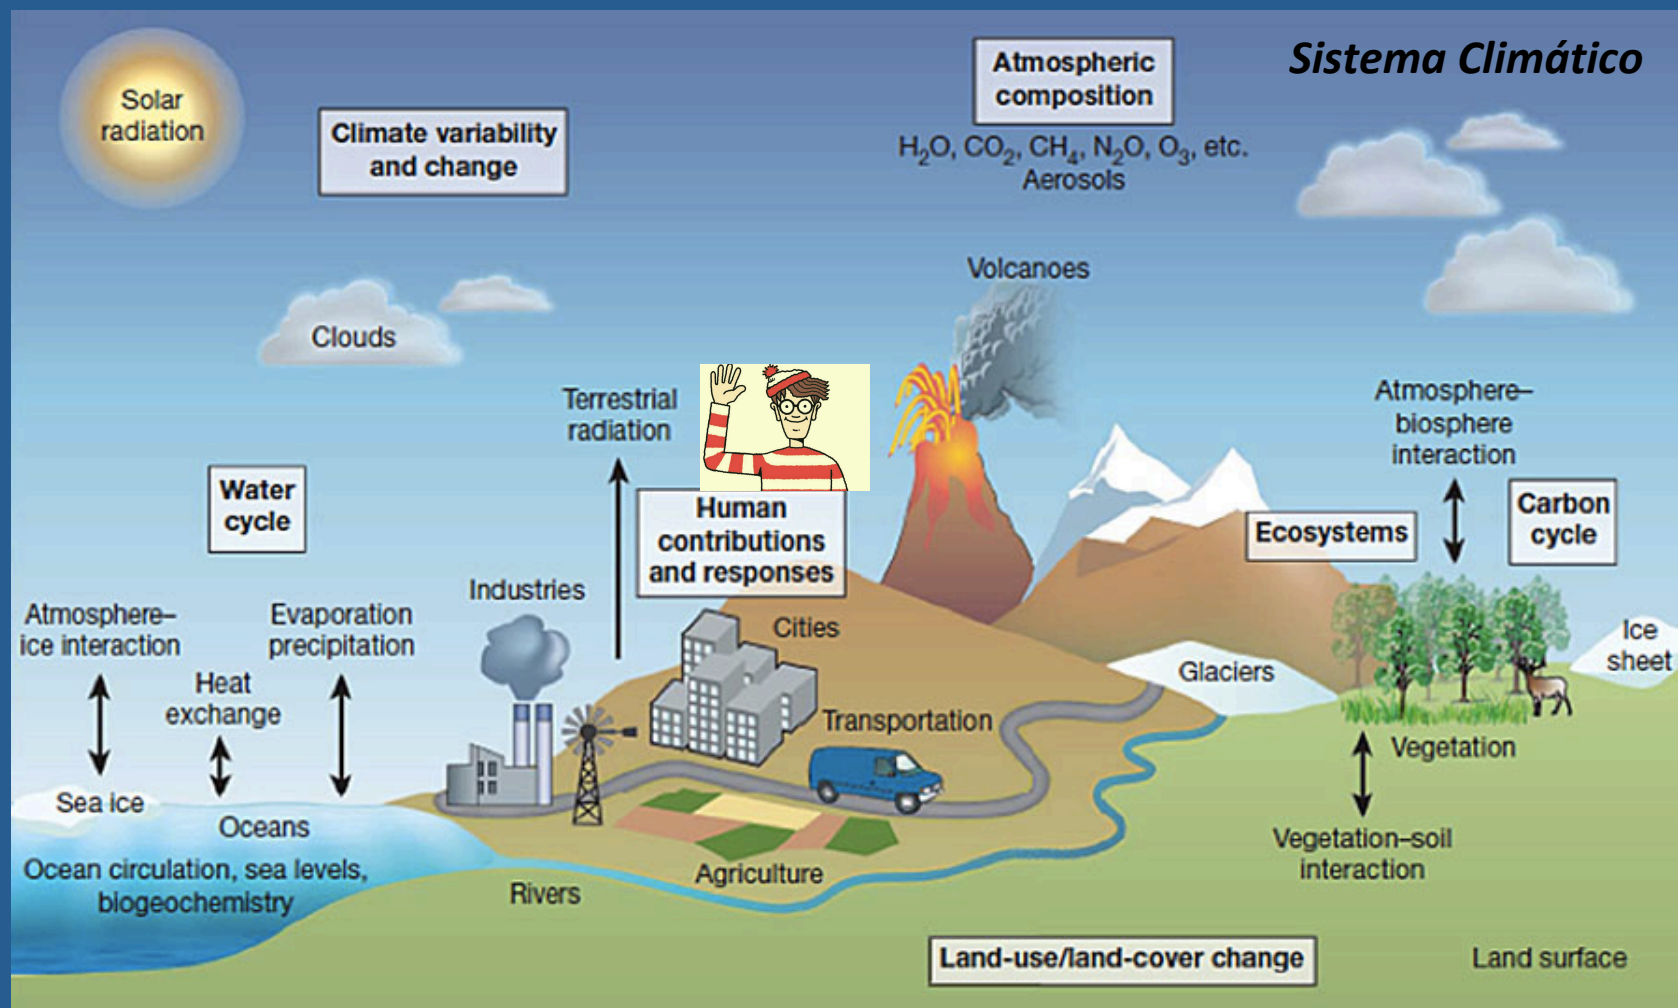 Sistema Climático
Solar
radiation
Climate variability
and change
Atmospheric
composition
H₂O, CO₂, CH₄, N₂O, O₃, etc.
Aerosols
Volcanoes
Clouds
Terrestrial
radiation
Atmosphere–
biosphere
interaction
Water
cycle
Human
contributions
and responses
Ecosystems
Carbon
cycle
Industries
Atmosphere–
ice interaction
Evaporation
precipitation
Heat
exchange
Cities
Glaciers
Ice
sheet
Transportation
Vegetation
Sea ice
Oceans
Ocean circulation, sea levels,
biogeochemistry
Rivers
Agriculture
Vegetation–soil
interaction
Land-use/land-cover change
Land surface